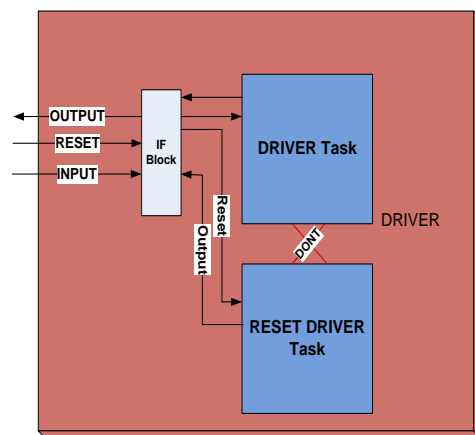 OUTPUT
RESET
INPUT
IF
Block
DRIVER Task
DRIVER
Reset
Output
DONT
RESET DRIVER
Task